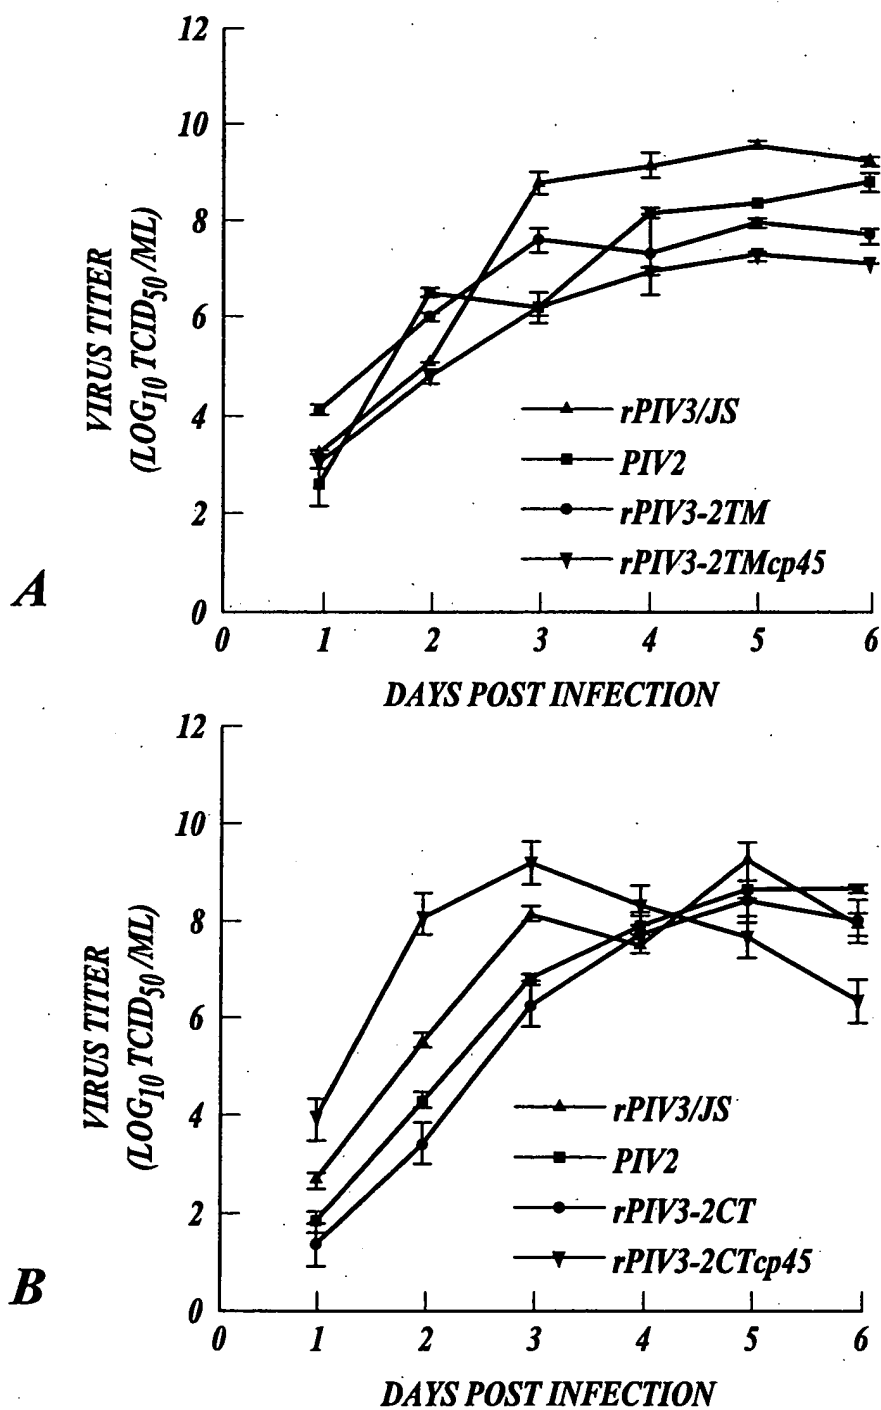 12
10
8
6
4
2
0
VIRUS TITER
(LOG10 TCID50/ML)
rPIV3/JS
PIV2
rPIV3-2TM
rPIV3-2TMcp45
A
0 1 2 3 4 5 6
DAYS POST INFECTION
12
10
8
6
4
2
0
VIRUS TITER
(LOG10 TCID50/ML)
rPIV3/JS
PIV2
rPIV3-2CT
rPIV3-2CTcp45
B
0 1 2 3 4 5 6
DAYS POST INFECTION